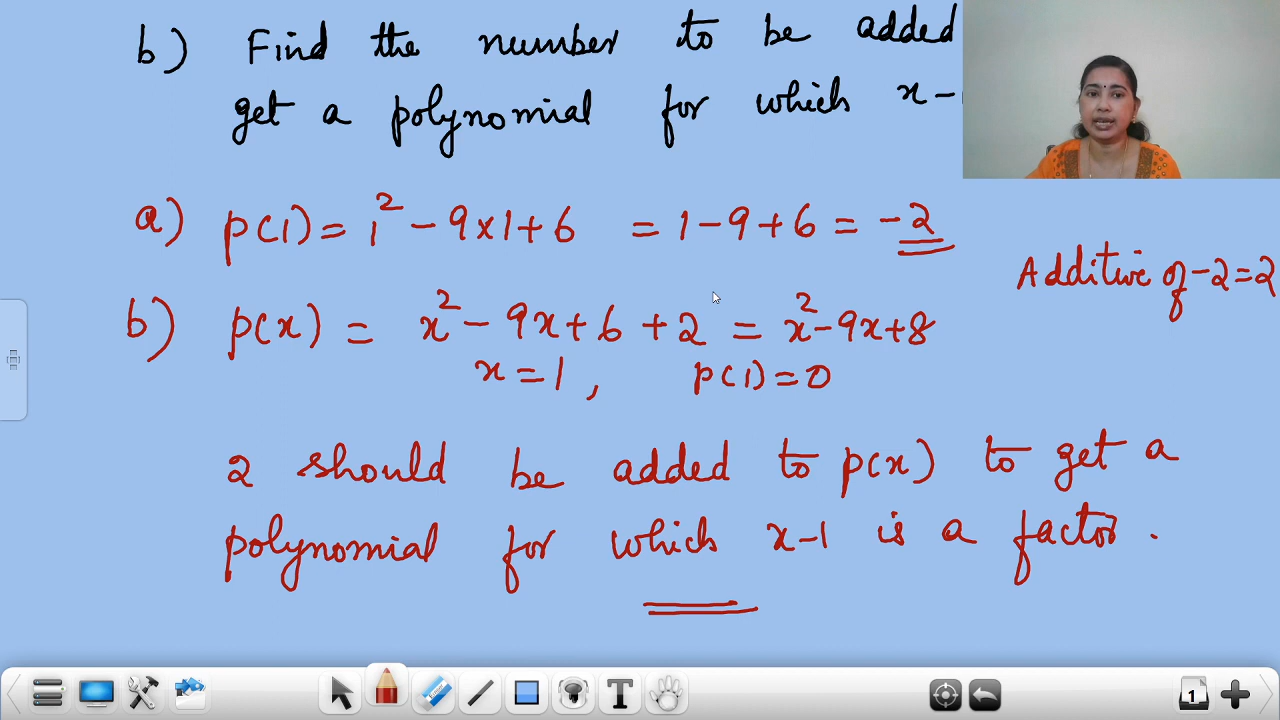 b) Find the number to be added
get a polynomial for which x-
a) p(1) = 1² - 9x1+6 = 1-9+6 = -2
Additive of -2=2
b) p(x) = x² - 9x+6 +2 = x²-9x+8
x=1, p(1)=0
2 should be added to p(x) to get a
polynomial for which x-1 is a factor.
1